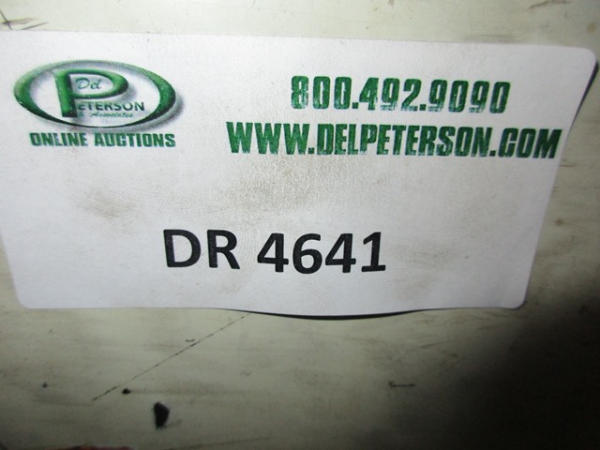 Del
PETERSON
& Associates
ONLINE AUCTIONS
800.492.9090
WWW.DELPETERSON.COM
DR 4641